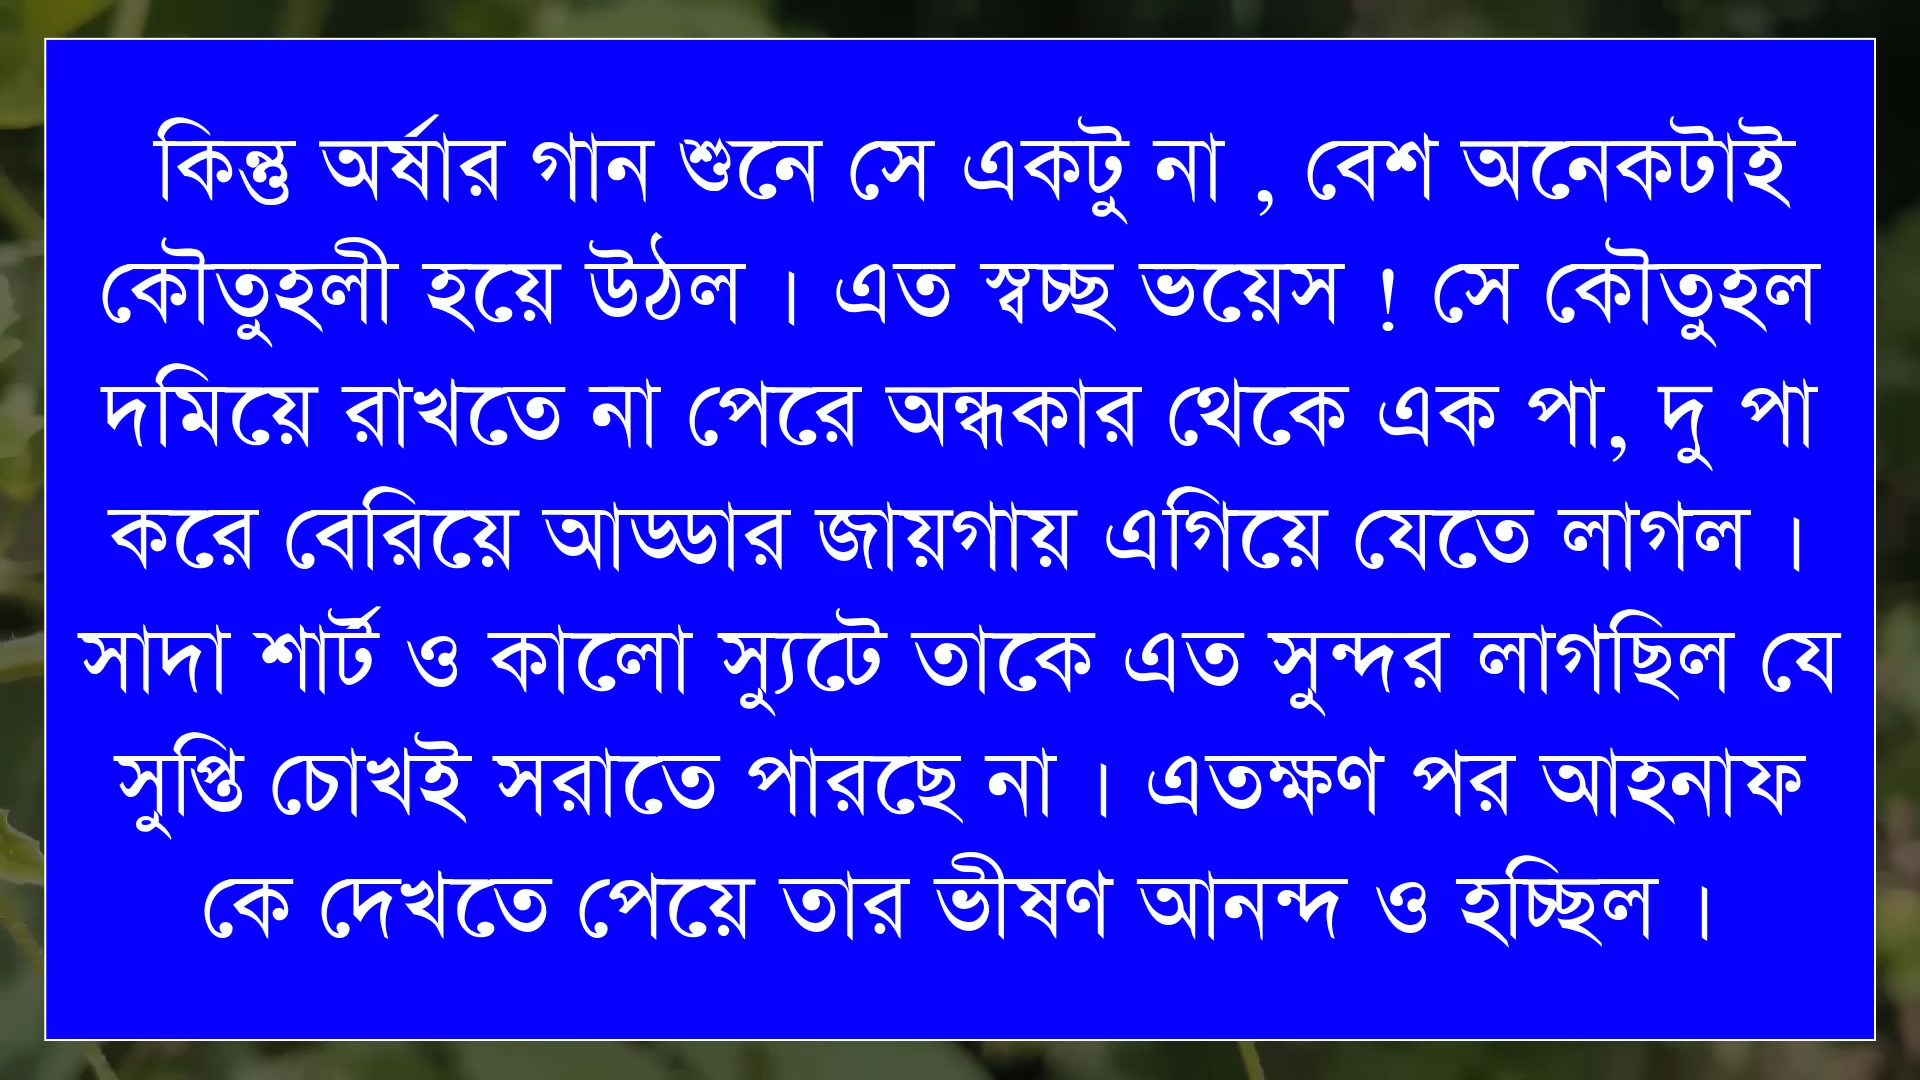 কিন্তু অর্ষার গান শুনে সে একটু না , বেশ অনেকটাই
কৌতুহলী হয়ে উঠল । এত স্বচ্ছ ভয়েস ! সে কৌতুহল
দমিয়ে রাখতে না পেরে অন্ধকার থেকে এক পা, দু পা
করে বেরিয়ে আড্ডার জায়গায় এগিয়ে যেতে লাগল ।
সাদা শার্ট ও কালো স্যুটে তাকে এত সুন্দর লাগছিল যে
সুপ্তি চোখই সরাতে পারছে না । এতক্ষণ পর আহনাফ
কে দেখতে পেয়ে তার ভীষণ আনন্দ ও হচ্ছিল ।